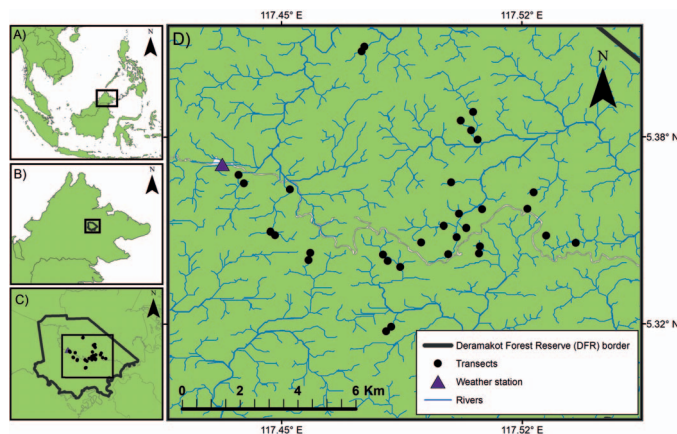 117.45° E 117.52° E
A) N
D)
N
5.38°
B) N
C) N
5.32°
Deramakot Forest Reserve (DFR) border
Transects
Weather station
Rivers
0 2 4 6 Km
117.45° E 117.52° E